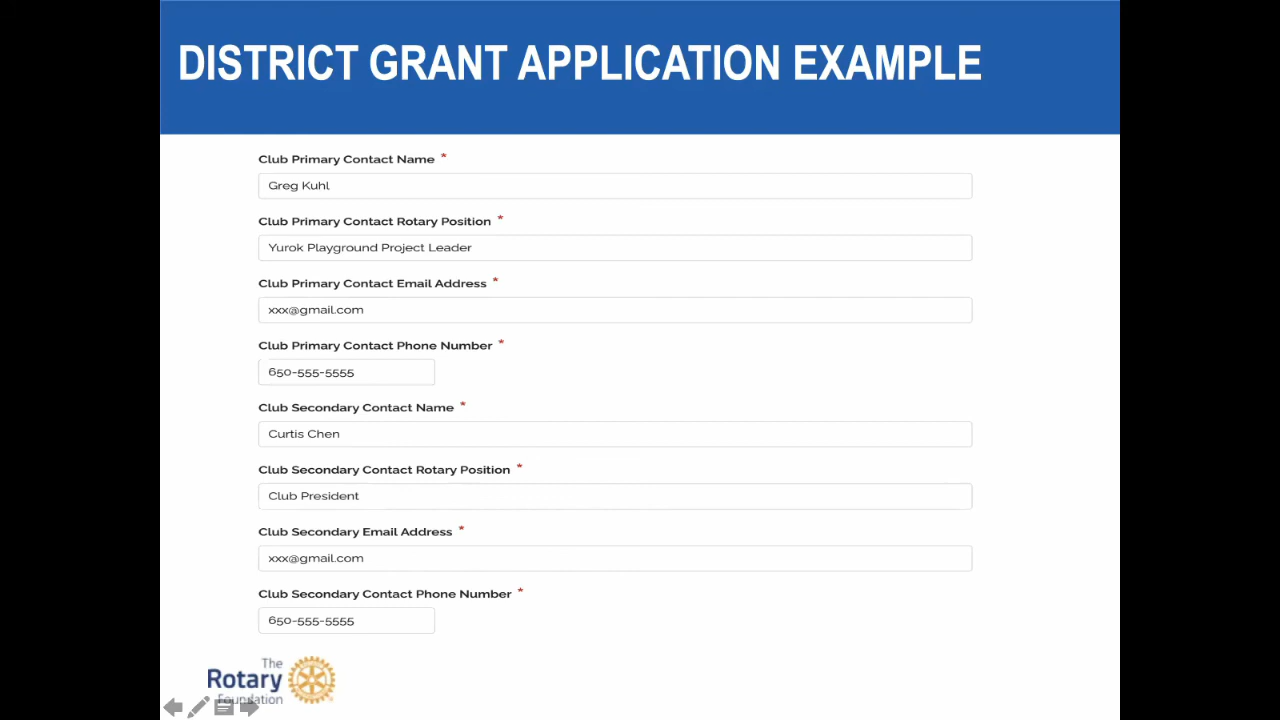 DISTRICT GRANT APPLICATION EXAMPLE
Club Primary Contact Name *
Greg Kuhl
Club Primary Contact Rotary Position *
Yurok Playground Project Leader
Club Primary Contact Email Address *
xxx@gmail.com
Club Primary Contact Phone Number *
650-555-5555
Club Secondary Contact Name *
Curtis Chen
Club Secondary Contact Rotary Position *
Club President
Club Secondary Email Address *
xxx@gmail.com
Club Secondary Contact Phone Number *
650-555-5555
The
Rotary
Foundation